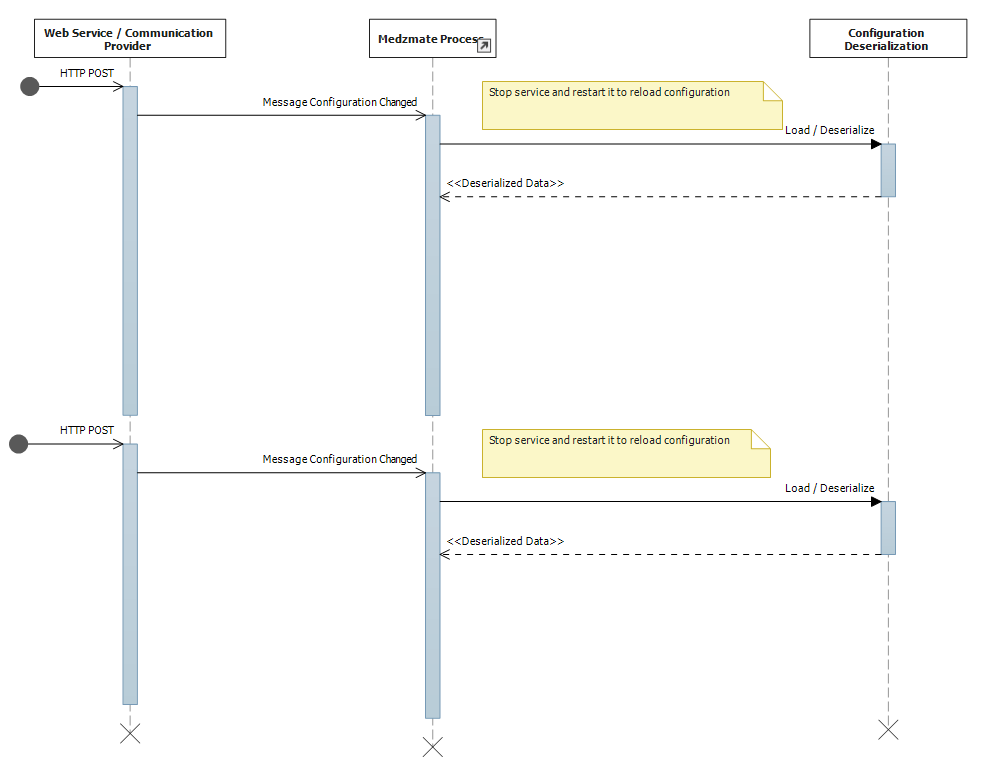 Web Service / Communication
Provider
Medzmate Process
Configuration
Deserialization
HTTP POST
Stop service and restart it to reload configuration
Message Configuration Changed
Load / Deserialize
<<Deserialized Data>>
HTTP POST
Stop service and restart it to reload configuration
Message Configuration Changed
Load / Deserialize
<<Deserialized Data>>